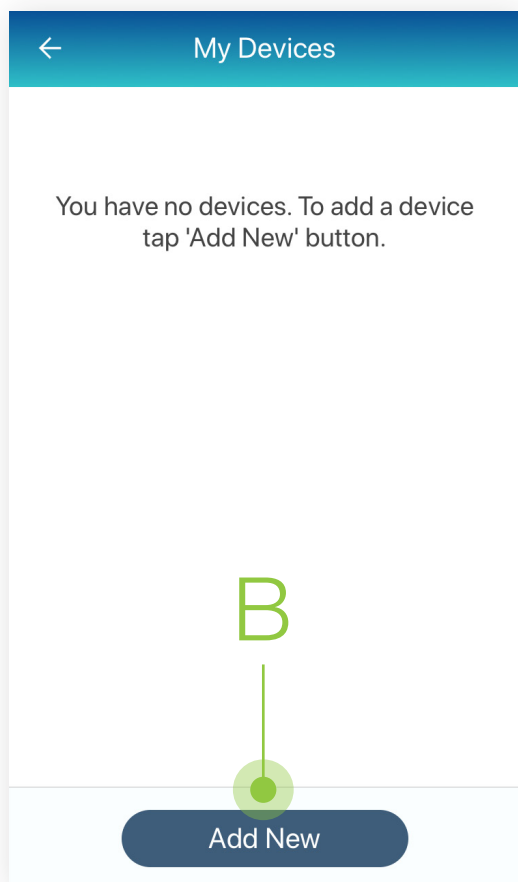 My Devices
You have no devices. To add a device
tap 'Add New' button.
B
Add New